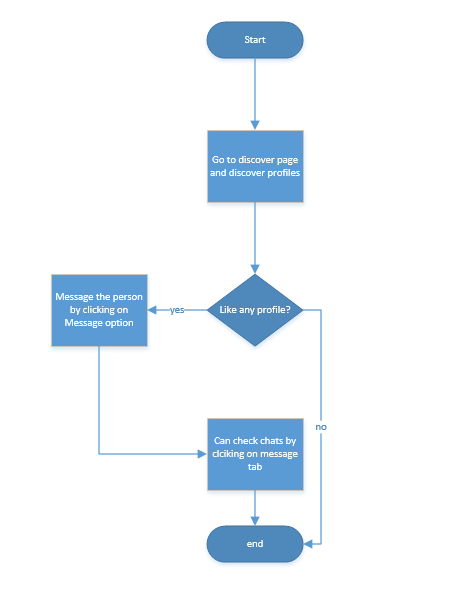 Start
Go to discover page
and discover profiles
Like any profile?
yes
Message the person
by clicking on
Message option
no
Can check chats by
clciking on message
tab
end